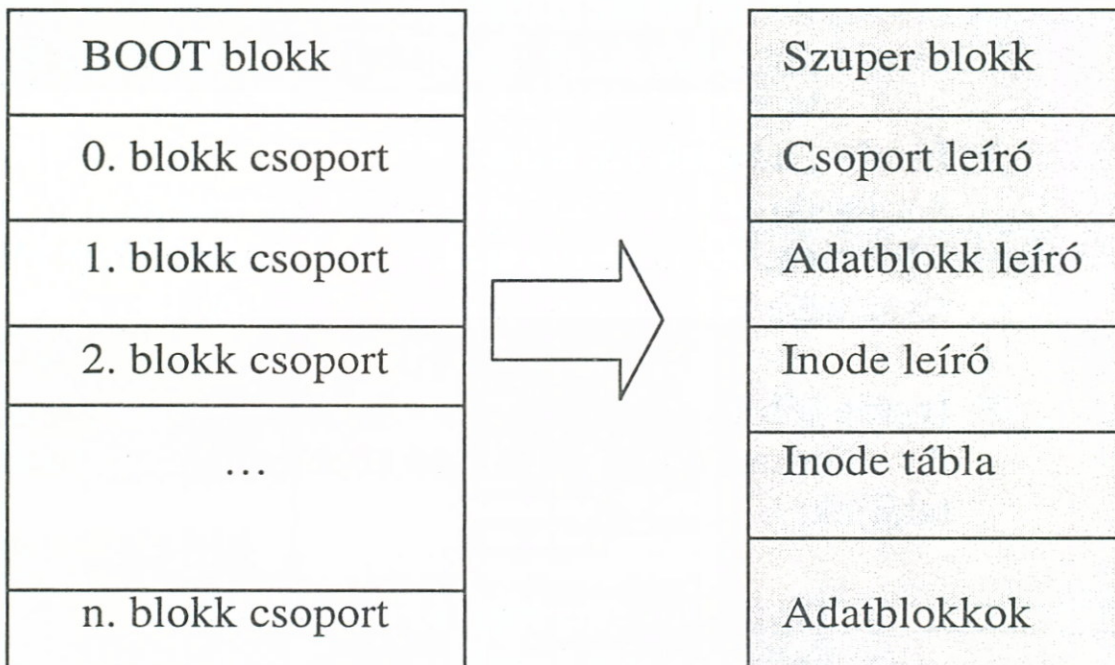 BOOT blokk
0. blokk csoport
1. blokk csoport
2. blokk csoport
...
n. blokk csoport
Szuper blokk
Csoport leíró
Adatblokk leíró
Inode leíró
Inode tábla
Adatblokkok